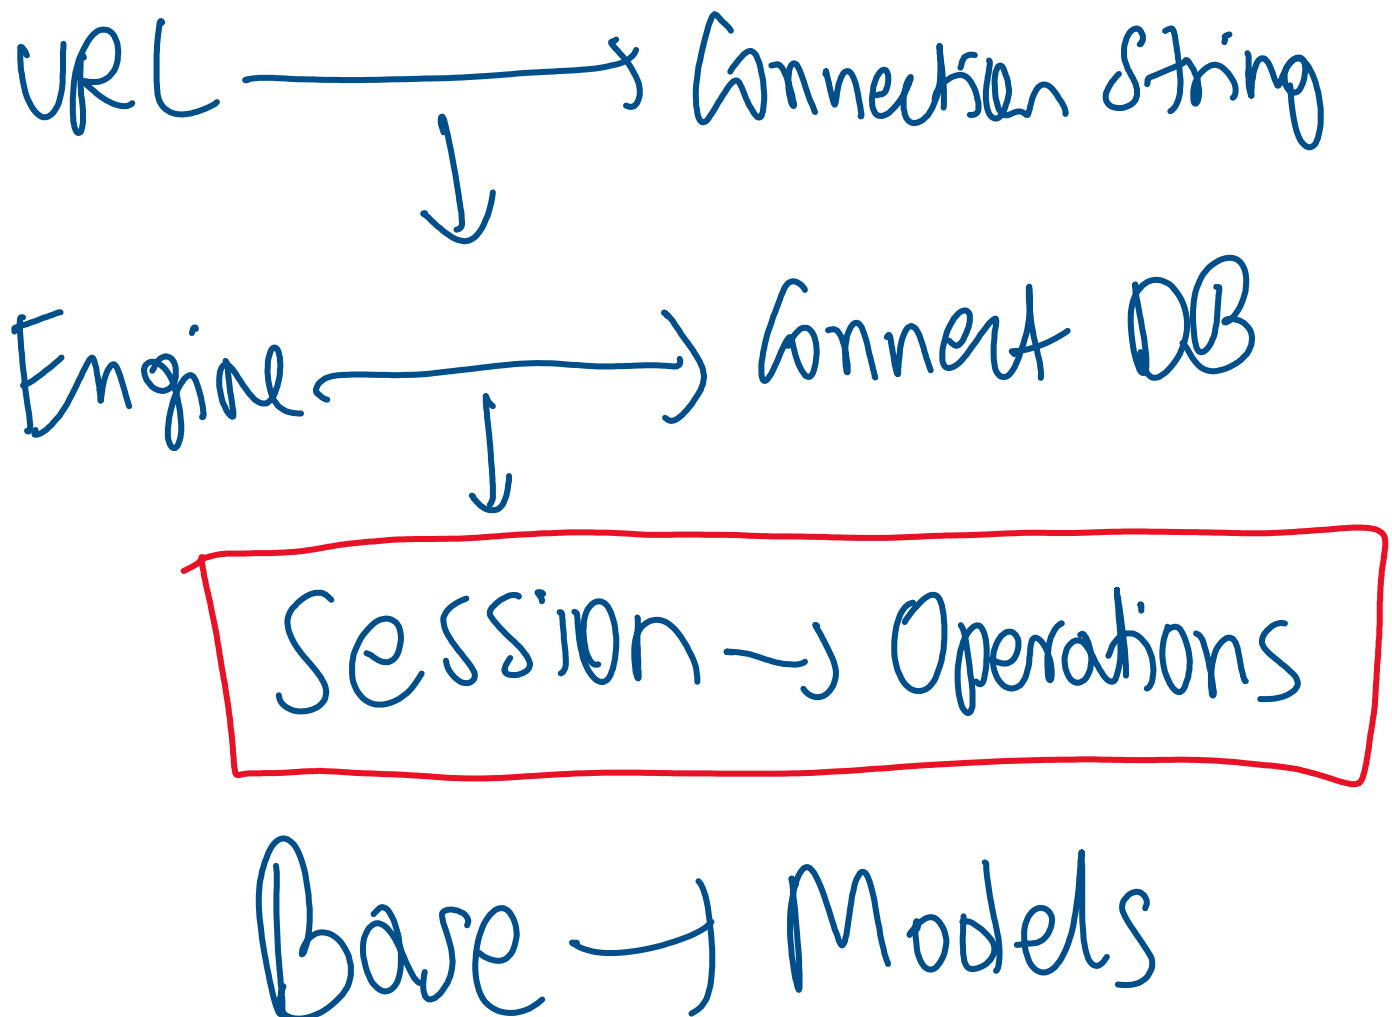 URL → Connection String
↓
Engine → Connect DB
↓
Session → Operations
Base → Models